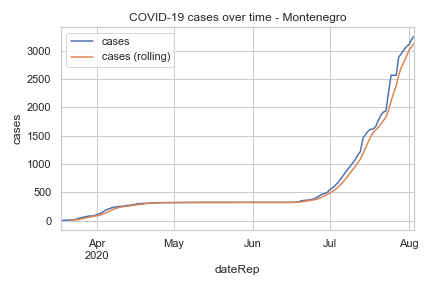 COVID-19 cases over time - Montenegro
cases
cases (rolling)
cases
3000
2500
2000
1500
1000
500
0
Apr
2020
May
Jun
Jul
Aug
dateRep